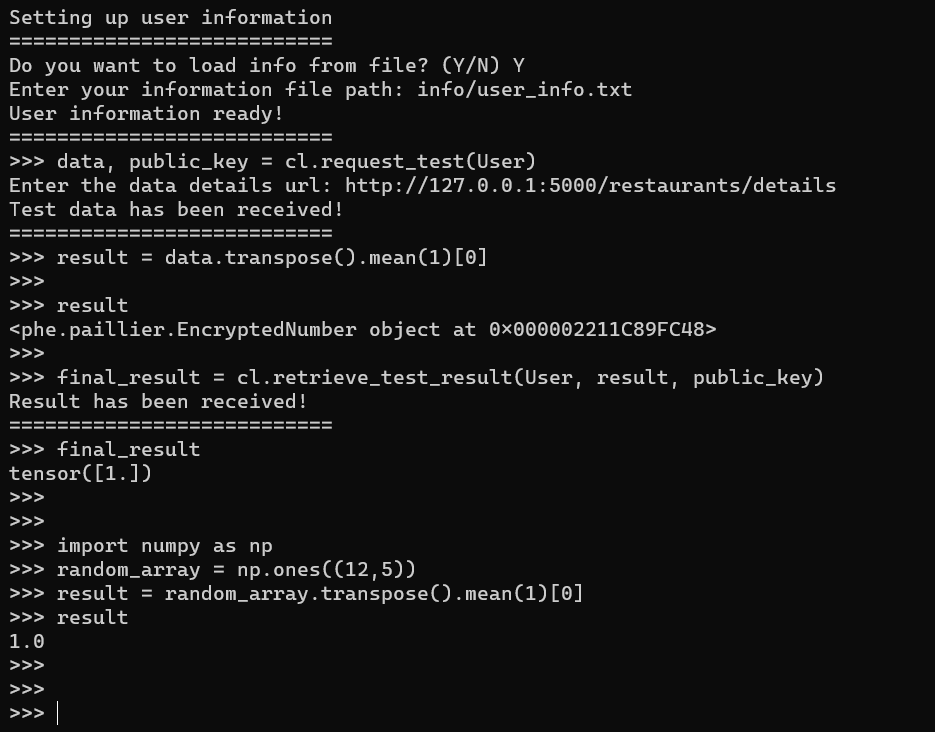 Setting up user information
===========================
Do you want to load info from file? (Y/N) Y
Enter your information file path: info/user_info.txt
User information ready!
===========================
>>> data, public_key = cl.request_test(User)
Enter the data details url: http://127.0.0.1:5000/restaurants/details
Test data has been received!
===========================
>>> result = data.transpose().mean(1)[0]
>>>
>>> result
<phe.paillier.EncryptedNumber object at 0x000002211C89FC48>
>>>
>>> final_result = cl.retrieve_test_result(User, result, public_key)
Result has been received!
===========================
>>> final_result
tensor([1.])
>>>
>>>
>>> import numpy as np
>>> random_array = np.ones((12,5))
>>> result = random_array.transpose().mean(1)[0]
>>> result
1.0
>>>
>>>
>>>